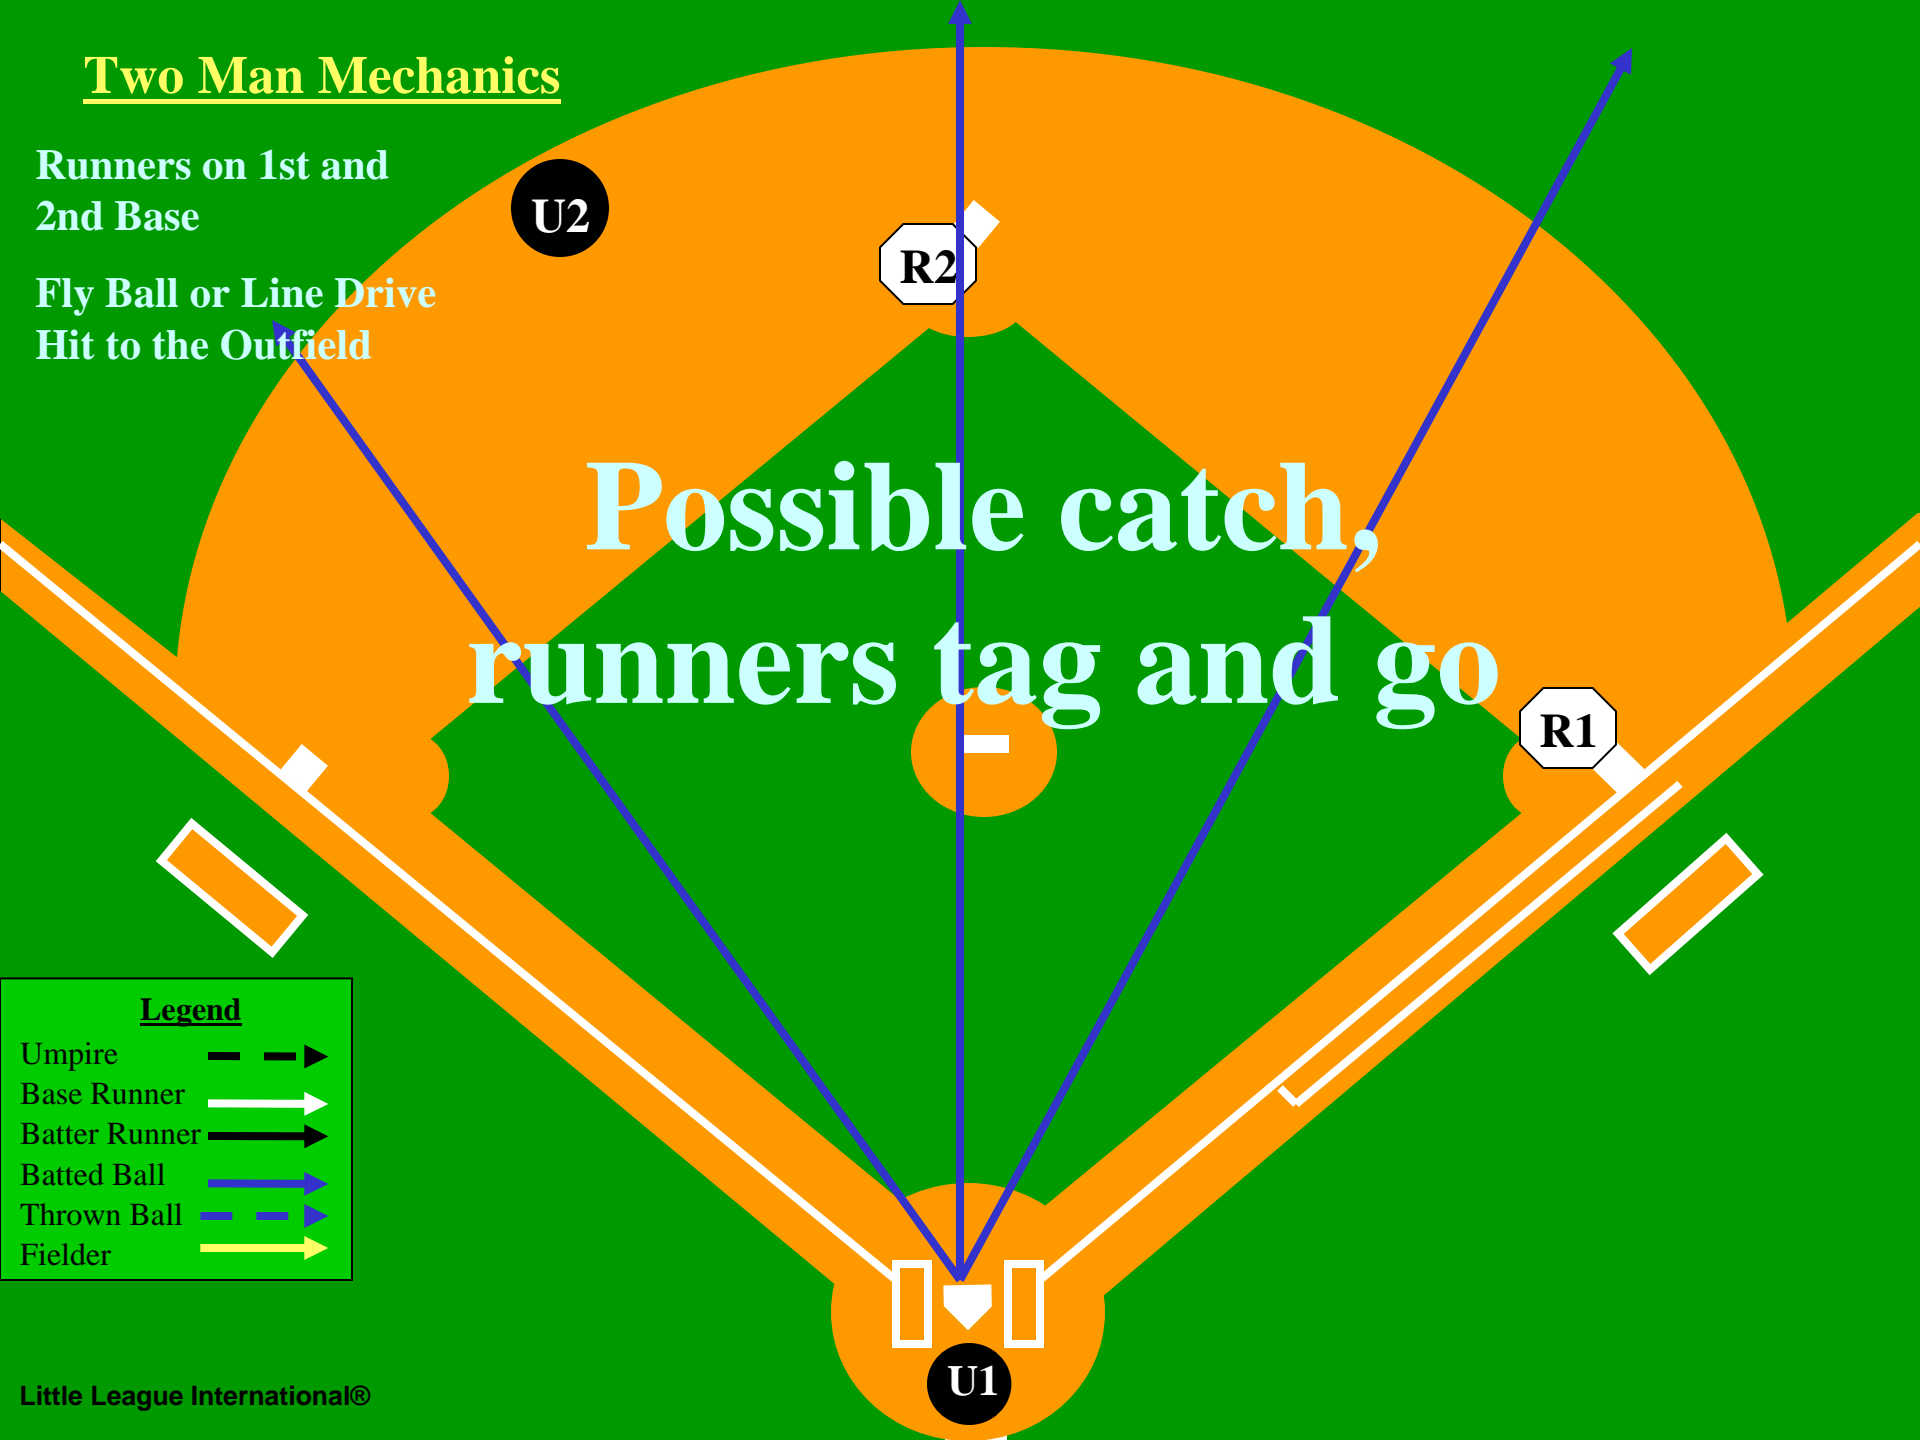 Two Man Mechanics
Runners on 1st and
2nd Base
Fly Ball or Line Drive
Hit to the Outfield
U2
R2
Possible catch,
runners tag and go
R1
Legend
Umpire
Base Runner
Batter Runner
Batted Ball
Thrown Ball
Fielder
U1
Little League International®